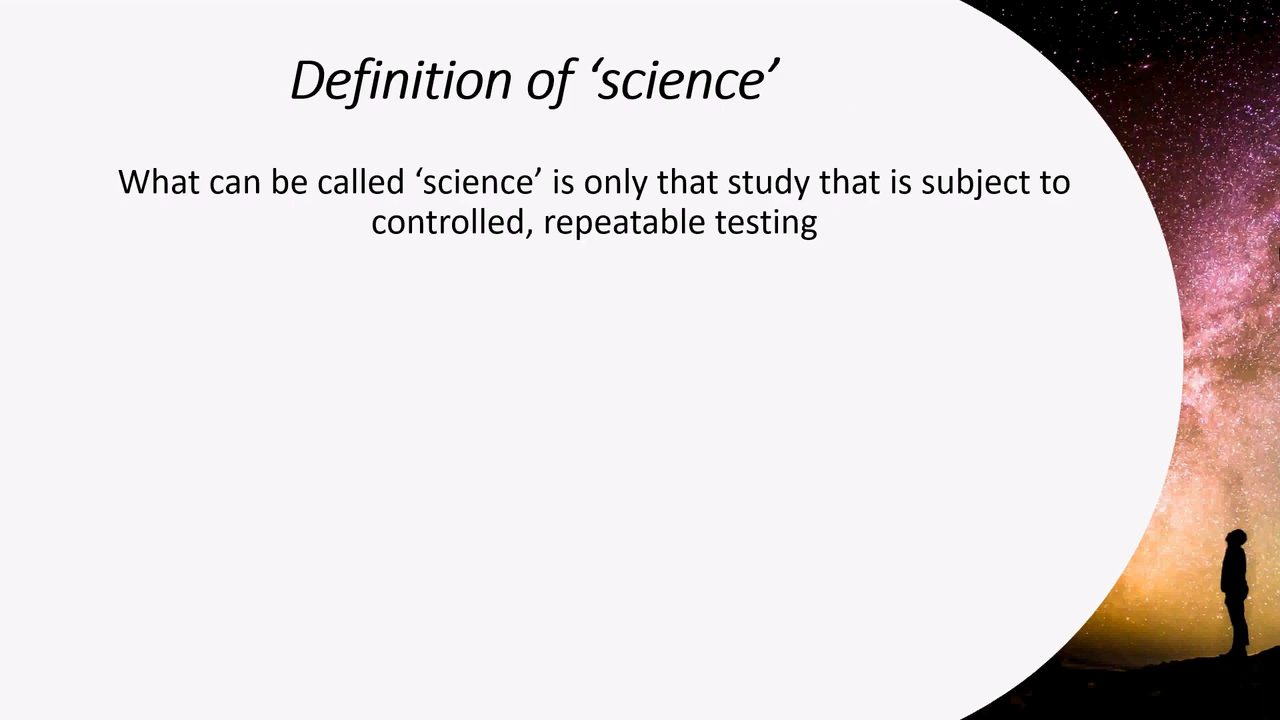 Definition of ‘science’
What can be called ‘science’ is only that study that is subject to
controlled, repeatable testing